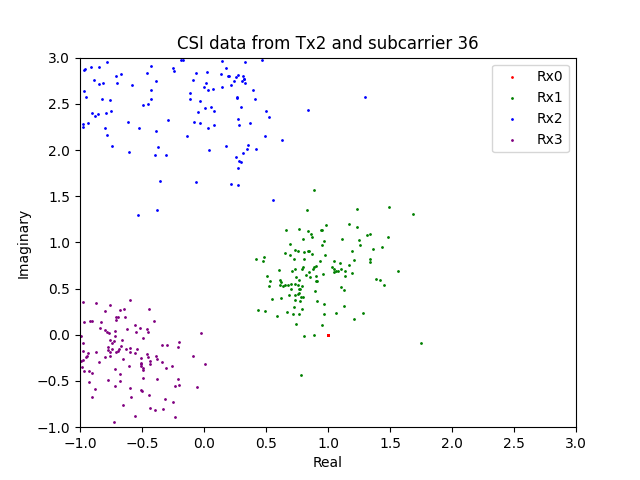 CSI data from Tx2 and subcarrier 36
Rx0
Rx1
Rx2
Rx3
3.0
2.5
2.0
1.5
1.0
0.5
0.0
−0.5
−1.0
Imaginary
−1.0 −0.5 0.0 0.5 1.0 1.5 2.0 2.5 3.0
Real